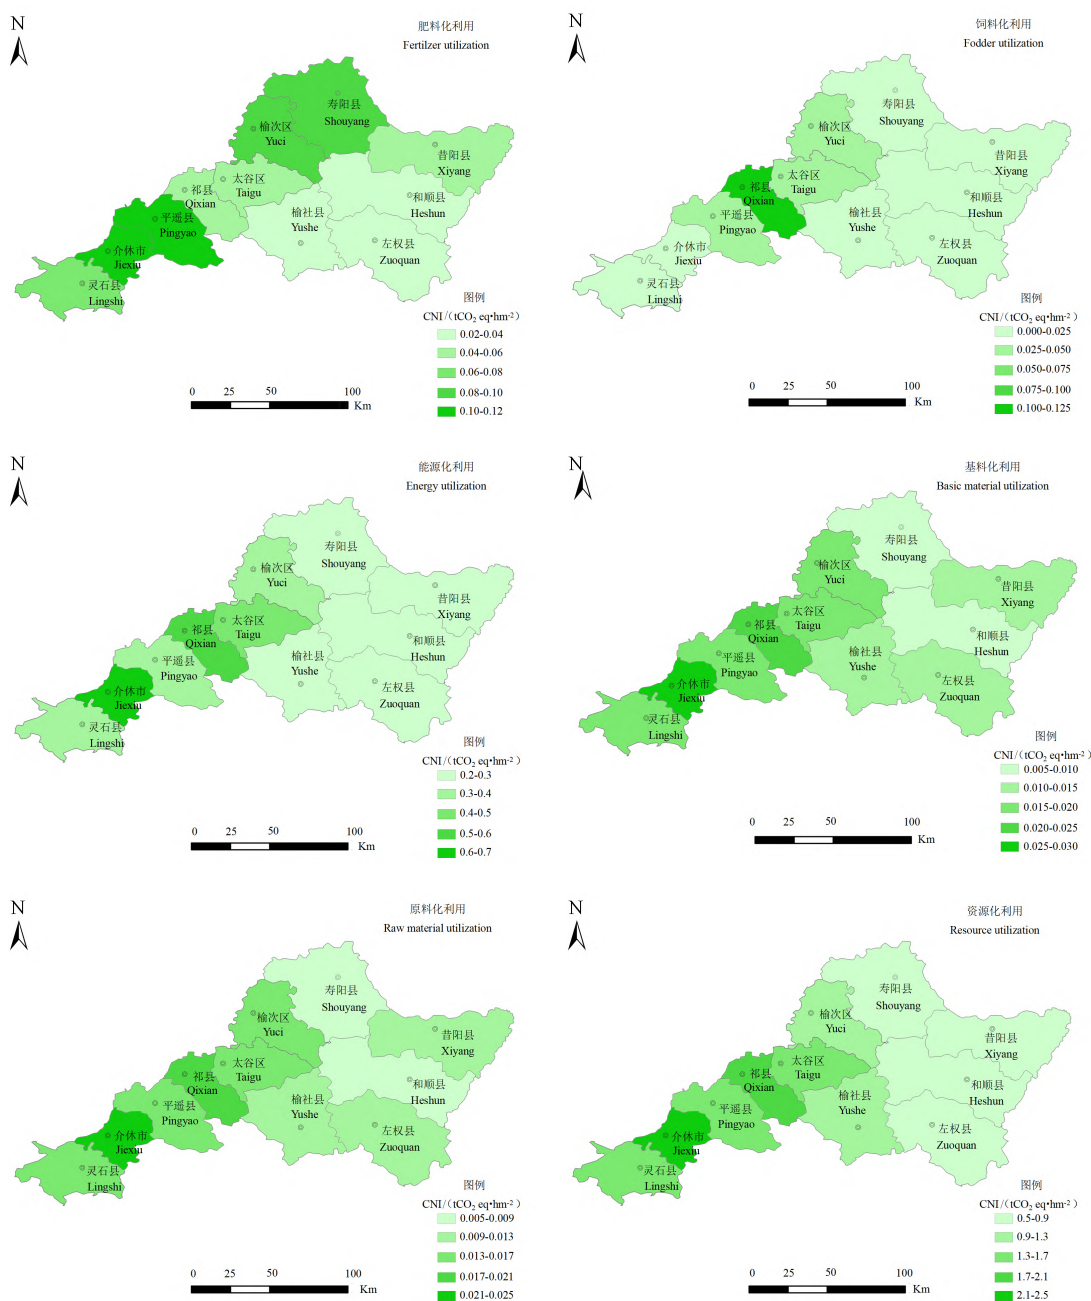 N
肥料化利用
Fertilzer utilization
寿阳县
Shouyang
榆次区
Yuci
昔阳县
Xiyang
太谷区
Taigu
祁县
Qixian
和顺县
Heshun
榆社县
Yushe
平遥县
Pingyao
左权县
Zuoquan
介休市
Jiexiu
灵石县
Lingshi
图例
CNI/(tCO₂ eq•hm⁻²)
0.02-0.04
0.04-0.06
0.06-0.08
0.08-0.10
0.10-0.12
0 25 50 100
Km
N
饲料化利用
Fodder utilization
寿阳县
Shouyang
榆次区
Yuci
昔阳县
Xiyang
太谷区
Taigu
祁县
Qixian
和顺县
Heshun
榆社县
Yushe
平遥县
Pingyao
左权县
Zuoquan
介休市
Jiexiu
灵石县
Lingshi
图例
CNI/(tCO₂ eq•hm⁻²)
0.000-0.025
0.025-0.050
0.050-0.075
0.075-0.100
0.100-0.125
0 25 50 100
Km
N
能源化利用
Energy utilization
寿阳县
Shouyang
榆次区
Yuci
昔阳县
Xiyang
太谷区
Taigu
祁县
Qixian
和顺县
Heshun
榆社县
Yushe
平遥县
Pingyao
左权县
Zuoquan
介休市
Jiexiu
灵石县
Lingshi
图例
CNI/(tCO₂ eq•hm⁻²)
0.2-0.3
0.3-0.4
0.4-0.5
0.5-0.6
0.6-0.7
0 25 50 100
Km
N
基料化利用
Basic material utilization
寿阳县
Shouyang
榆次区
Yuci
昔阳县
Xiyang
太谷区
Taigu
祁县
Qixian
和顺县
Heshun
榆社县
Yushe
平遥县
Pingyao
左权县
Zuoquan
介休市
Jiexiu
灵石县
Lingshi
图例
CNI/(tCO₂ eq•hm⁻²)
0.005-0.010
0.010-0.015
0.015-0.020
0.020-0.025
0.025-0.030
0 25 50 100
Km
N
原料化利用
Raw material utilization
寿阳县
Shouyang
榆次区
Yuci
昔阳县
Xiyang
太谷区
Taigu
祁县
Qixian
和顺县
Heshun
榆社县
Yushe
平遥县
Pingyao
左权县
Zuoquan
介休市
Jiexiu
灵石县
Lingshi
图例
CNI/(tCO₂ eq•hm⁻²)
0.005-0.009
0.009-0.013
0.013-0.017
0.017-0.021
0.021-0.025
0 25 50 100
Km
N
资源化利用
Resource utilization
寿阳县
Shouyang
榆次区
Yuci
昔阳县
Xiyang
太谷区
Taigu
祁县
Qixian
和顺县
Heshun
榆社县
Yushe
平遥县
Pingyao
左权县
Zuoquan
介休市
Jiexiu
灵石县
Lingshi
图例
CNI/(tCO₂ eq•hm⁻²)
0.5-0.9
0.9-1.3
1.3-1.7
1.7-2.1
2.1-2.5
0 25 50 100
Km